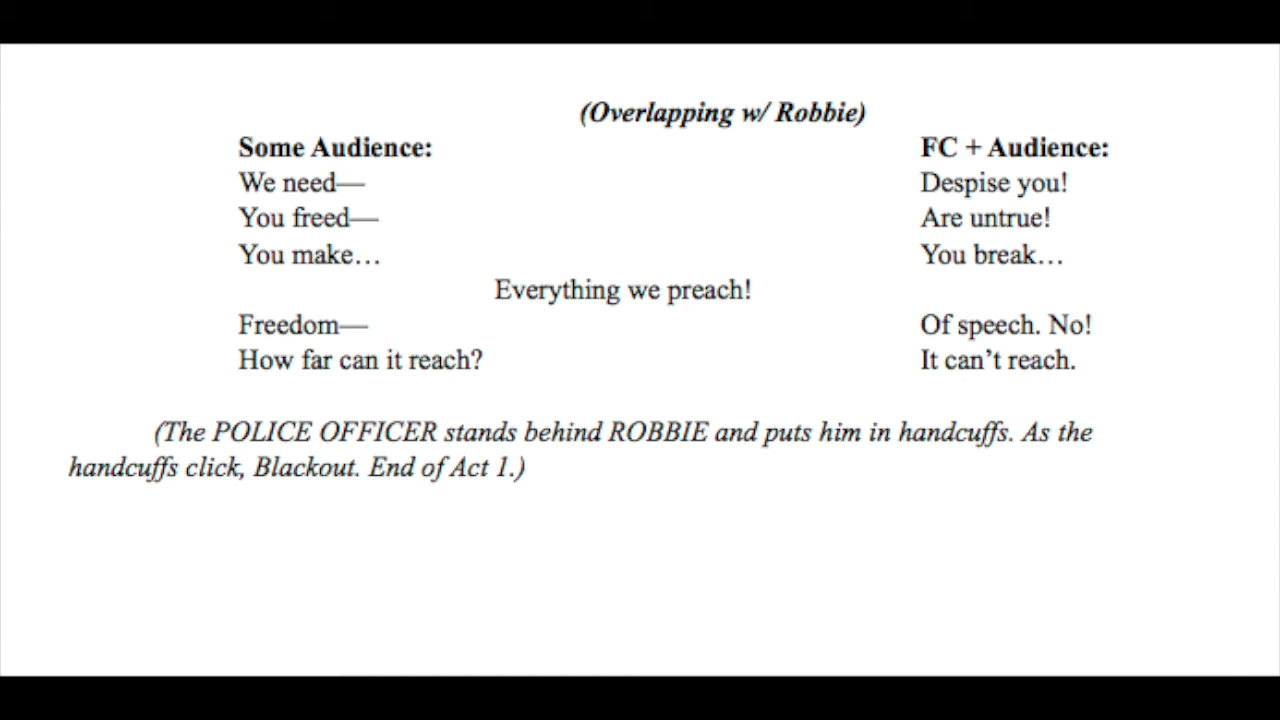 (Overlapping w/ Robbie)
Some Audience: FC + Audience:
We need— Despise you!
You freed— Are untrue!
You make… You break…
Everything we preach!
Freedom— Of speech. No!
How far can it reach? It can’t reach.
(The POLICE OFFICER stands behind ROBBIE and puts him in handcuffs. As the
handcuffs click, Blackout. End of Act 1.)